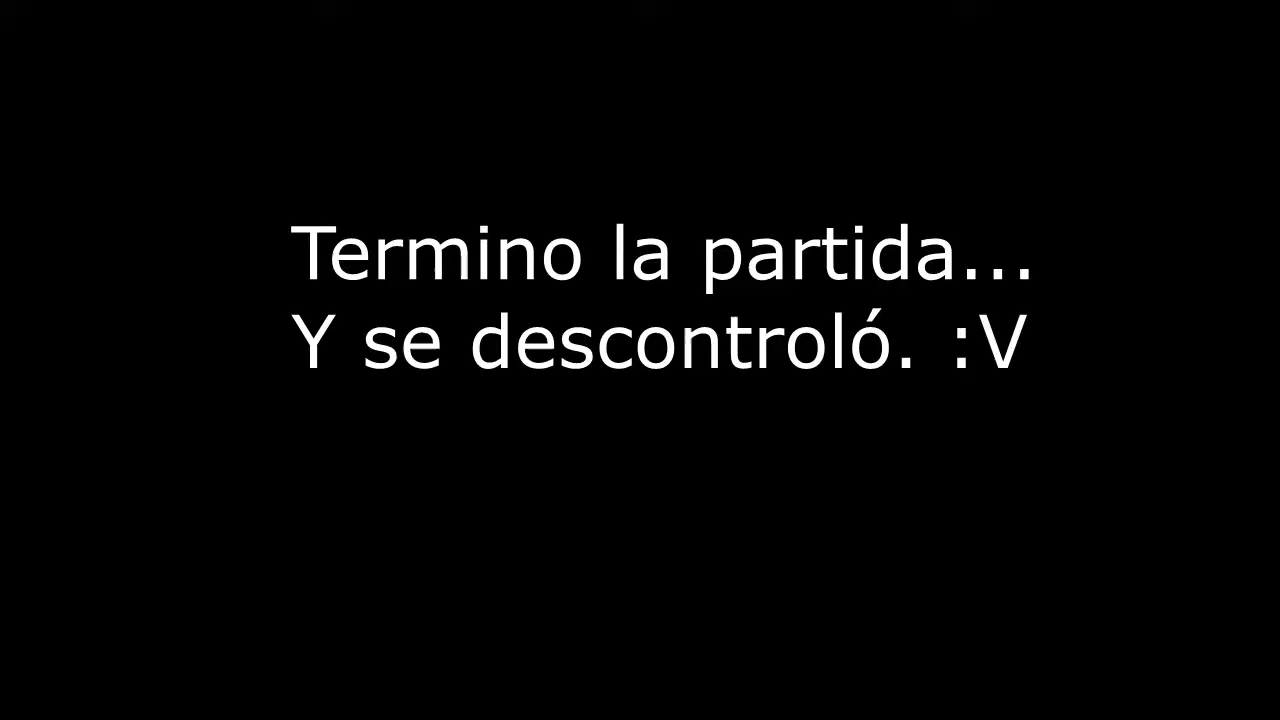 Termino la partida...
Y se descontroló. :V